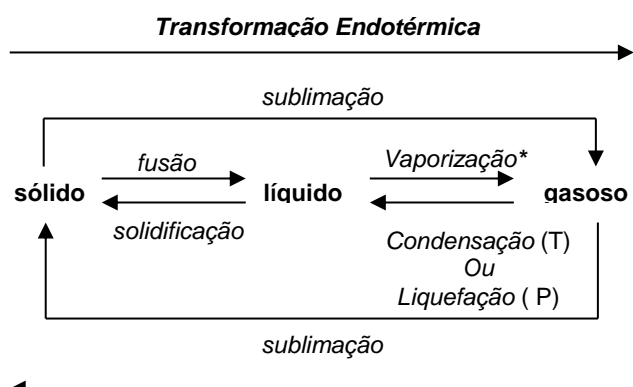 Transformação Endotérmica
sublimação
fusão
Vaporização*
sólido
líquido
gasoso
solidificação
Condensação (T)
Ou
Liquefação ( P)
sublimação